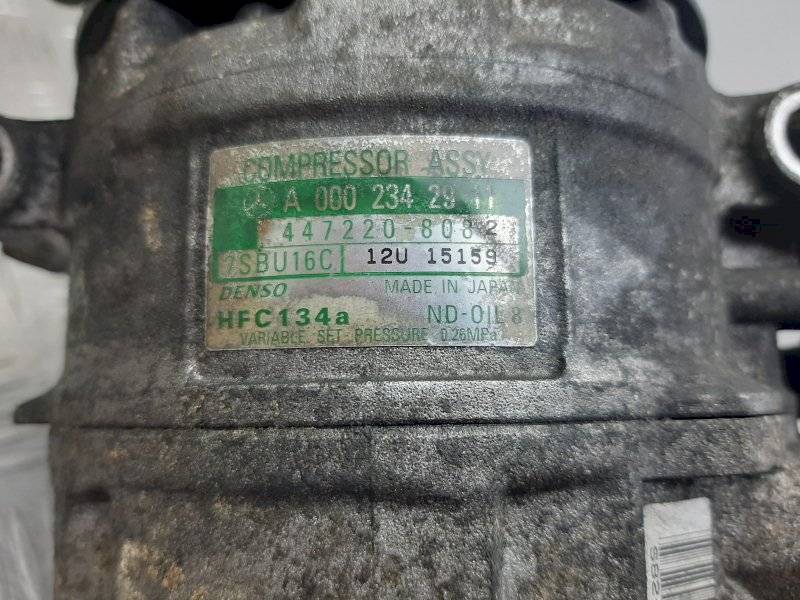 COMPRESSOR ASSY
A 000 234 29 11
447220-8082
7SBU16C 12U 15159
DENSO MADE IN JAPAN
HFC134a ND-OIL 8
VARIABLE SET PRESSURE 0.26MPa